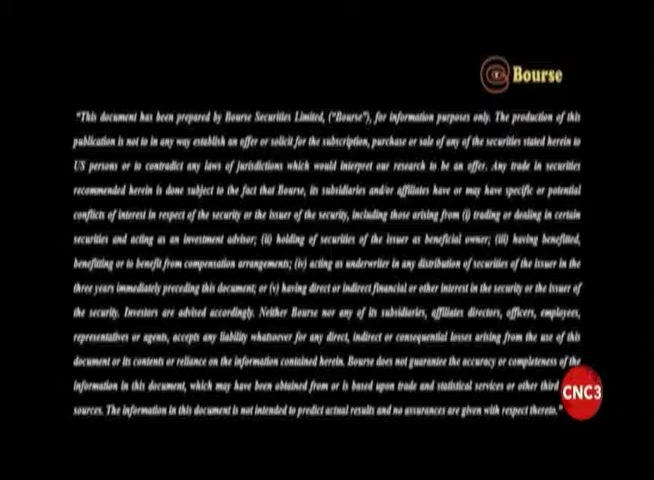 Bourse
"This document has been prepared by Bourse Securities Limited, ("Bourse"), for information purposes only. The production of this
publication is not to in any way establish an offer or solicit for the subscription, purchase or sale of any of the securities stated herein to
US persons or to contradict any laws of jurisdictions which would interpret our research to be an offer. Any trade in securities
recommended herein is done subject to the fact that Bourse, its subsidiaries and/or affiliates have or may have specific or potential
conflicts of interest in respect of the security or the issuer of the security, including those arising from (i) trading or dealing in certain
securities and acting as an investment advisor; (ii) holding of securities of the issuer as beneficial owner; (iii) having benefitted,
benefitting or to benefit from compensation arrangements; (iv) acting as underwriter in any distribution of securities of the issuer in the
three years immediately preceding this document; or (v) having direct or indirect financial or other interest in the security or the issuer of
the security. Investors are advised accordingly. Neither Bourse nor any of its subsidiaries, affiliates directors, officers, employees,
representatives or agents, accepts any liability whatsoever for any direct, indirect or consequential losses arising from the use of this
document or its contents or reliance on the information contained herein. Bourse does not guarantee the accuracy or completeness of the
information in this document, which may have been obtained from or is based upon trade and statistical services or other third
sources. The information in this document is not intended to predict actual results and no assurances are given with respect thereto."
CNC3